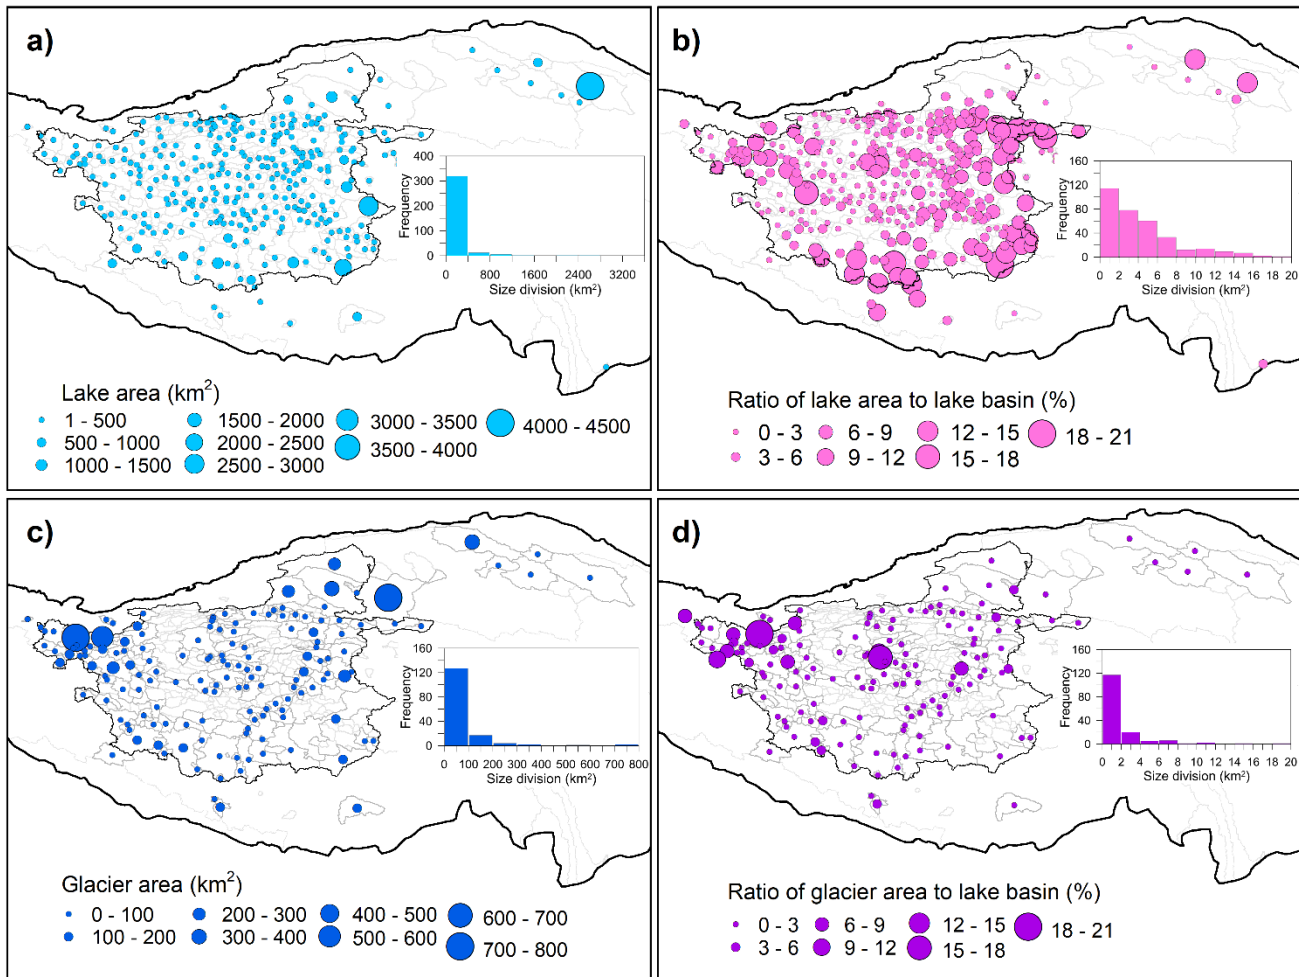 a)
400
300
200
100
0
Frequency
0 800 1600 2400 3200
Size division (km²)
Lake area (km²)
1 - 500
500 - 1000
1000 - 1500
1500 - 2000
2000 - 2500
2500 - 3000
3000 - 3500
3500 - 4000
4000 - 4500
b)
160
120
80
40
0
Frequency
0 2 4 6 8 10 12 14 16 18 20
Size division (km²)
Ratio of lake area to lake basin (%)
0 - 3
3 - 6
6 - 9
9 - 12
12 - 15
15 - 18
18 - 21
c)
160
120
80
40
0
Frequency
0 100 200 300 400 500 600 700 800
Size division (km²)
Glacier area (km²)
0 - 100
100 - 200
200 - 300
300 - 400
400 - 500
500 - 600
600 - 700
700 - 800
d)
160
120
80
40
0
Frequency
0 2 4 6 8 10 12 14 16 18 20
Size division (km²)
Ratio of glacier area to lake basin (%)
0 - 3
3 - 6
6 - 9
9 - 12
12 - 15
15 - 18
18 - 21